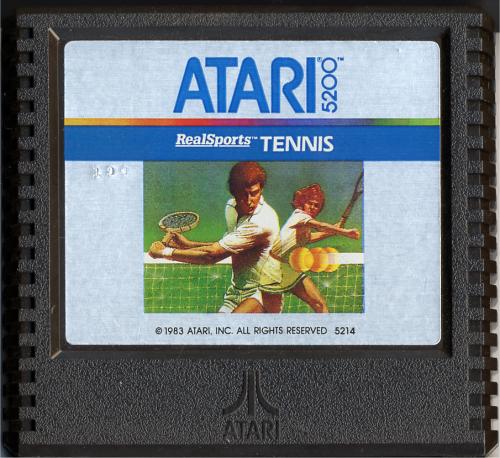 ATARI® 5200™
RealSports™ TENNIS
© 1983 ATARI, INC. ALL RIGHTS RESERVED 5214
ATARI